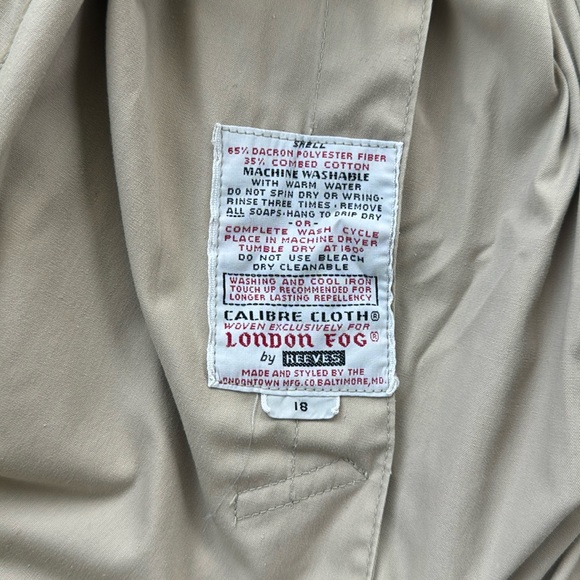 SHELL
65% DACRON POLYESTER FIBER
35% COMBED COTTON
MACHINE WASHABLE
WITH WARM WATER
DO NOT SPIN DRY OR WRING·
RINSE THREE TIMES · REMOVE
ALL SOAPS·HANG TO DRIP DRY
-OR-
COMPLETE WASH CYCLE
PLACE IN MACHINE DRYER
TUMBLE DRY AT 160°
DO NOT USE BLEACH
DRY CLEANABLE
WASHING AND COOL IRON
TOUCH UP RECOMMENDED FOR
LONGER LASTING REPELLENCY
CALIBRE CLOTH®
WOVEN EXCLUSIVELY FOR
LONDON FOG®
by REEVES
MADE AND STYLED BY THE
LONDONTOWN MFG.CO.BALTIMORE,MD.
18